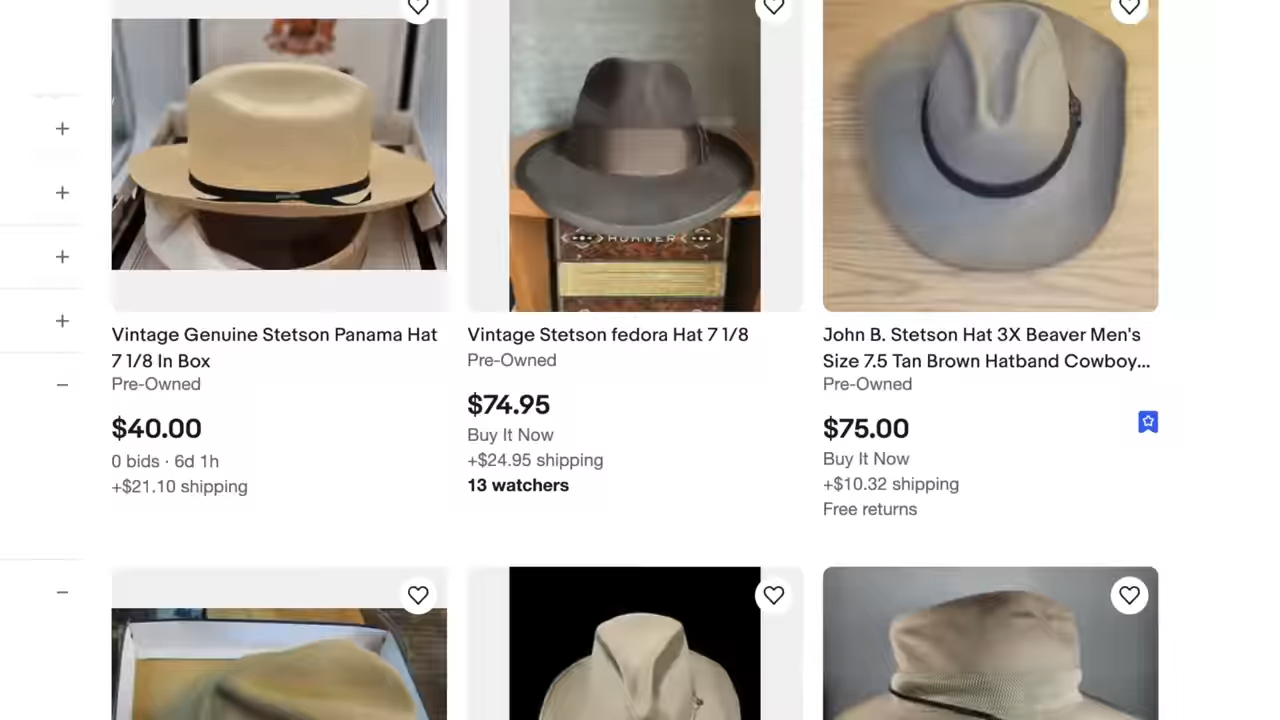 HOHNER
Vintage Genuine Stetson Panama Hat
7 1/8 In Box
Pre-Owned
$40.00
0 bids · 6d 1h
+$21.10 shipping
Vintage Stetson fedora Hat 7 1/8
Pre-Owned
$74.95
Buy It Now
+$24.95 shipping
13 watchers
John B. Stetson Hat 3X Beaver Men's
Size 7.5 Tan Brown Hatband Cowboy...
Pre-Owned
$75.00
Buy It Now
+$10.32 shipping
Free returns